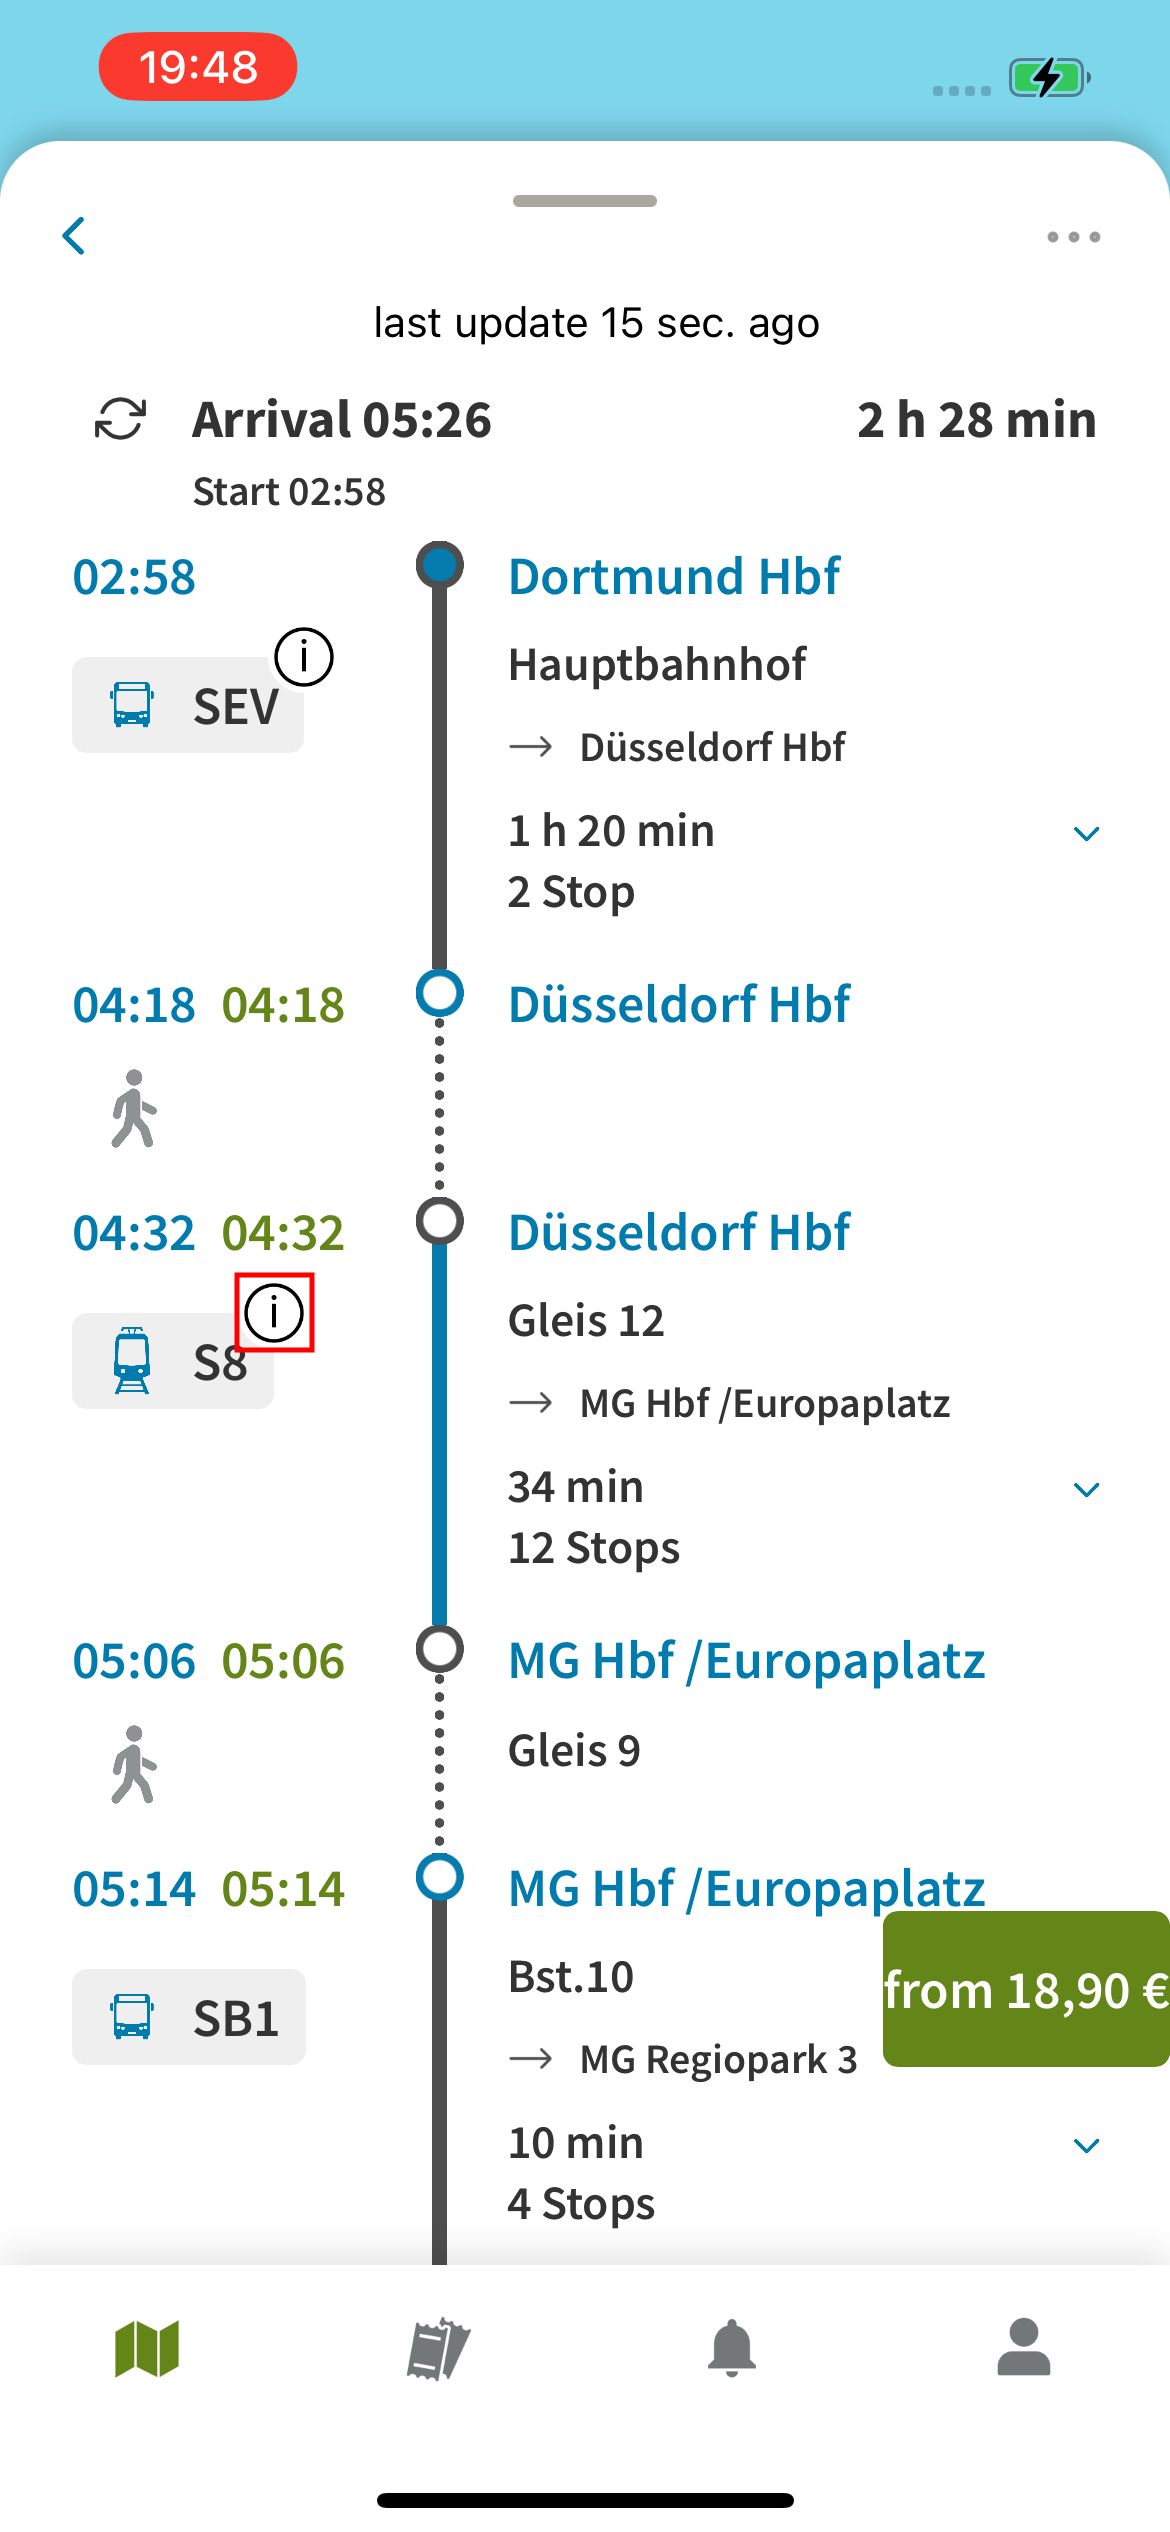 19:48
last update 15 sec. ago
Arrival 05:26 2 h 28 min
Start 02:58
02:58 Dortmund Hbf
Hauptbahnhof
SEV
→ Düsseldorf Hbf
1 h 20 min
2 Stop
04:18 04:18 Düsseldorf Hbf
04:32 04:32 Düsseldorf Hbf
Gleis 12
S8
→ MG Hbf /Europaplatz
34 min
12 Stops
05:06 05:06 MG Hbf /Europaplatz
Gleis 9
05:14 05:14 MG Hbf /Europaplatz
Bst.10
from 18,90 €
SB1
→ MG Regiopark 3
10 min
4 Stops